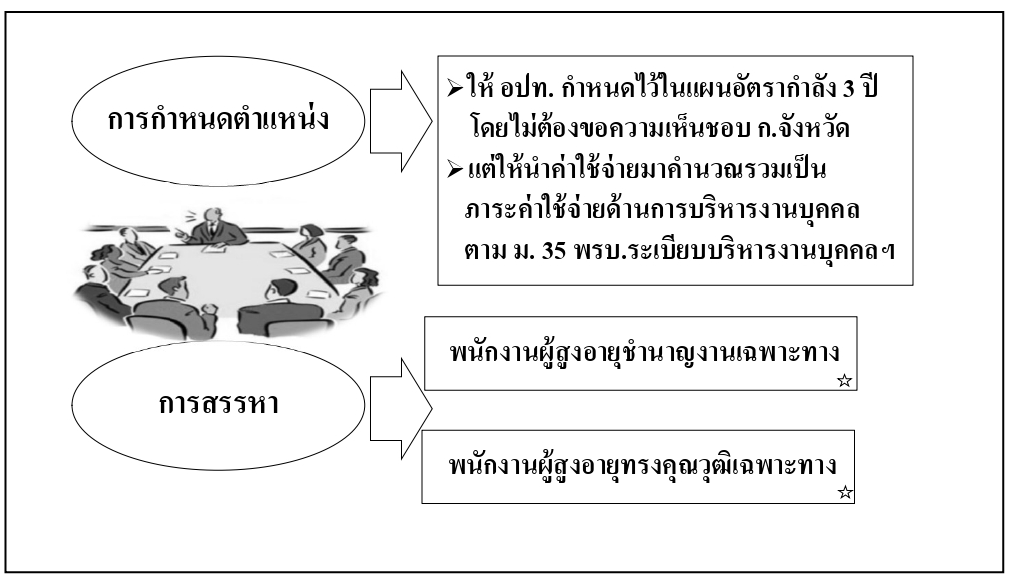 การกำหนดตำแหน่ง
➢ให้ อปท. กำหนดไว้ในแผนอัตรากำลัง 3 ปี
โดยไม่ต้องขอความเห็นชอบ ก.จังหวัด
➢แต่ให้นำค่าใช้จ่ายมาคำนวณรวมเป็น
ภาระค่าใช้จ่ายด้านการบริหารงานบุคคล
ตาม ม. 35 พรบ.ระเบียบบริหารงานบุคคลฯ
การสรรหา
พนักงานผู้สูงอายุชำนาญงานเฉพาะทาง
พนักงานผู้สูงอายุทรงคุณวุฒิเฉพาะทาง